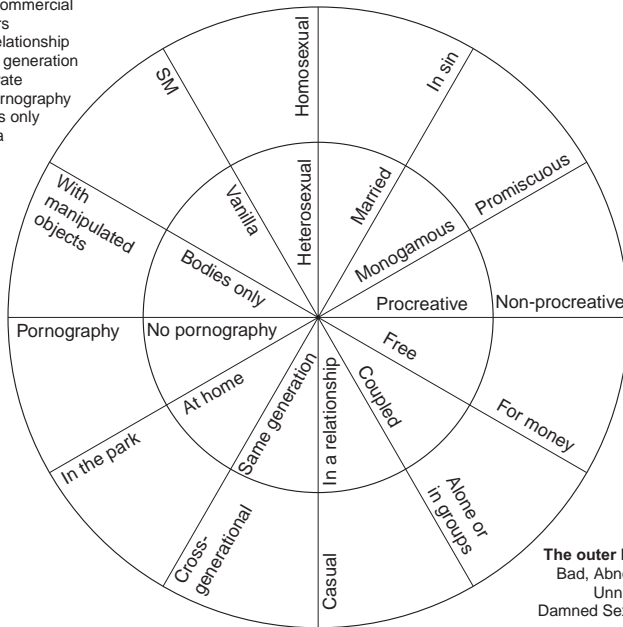 ommercial
rs
elationship
generation
rate
rnography
s only
a
Homosexual
In sin
Promiscuous
Non-procreative
For money
Alone or
in groups
Casual
Cross-
generational
In the park
Pornography
With
manipulated
objects
SM
Heterosexual
Married
Monogamous
Procreative
Free
Coupled
In a relationship
Same generation
At home
No pornography
Bodies only
Vanilla
The outer
Bad, Abn
Unn
Damned Se